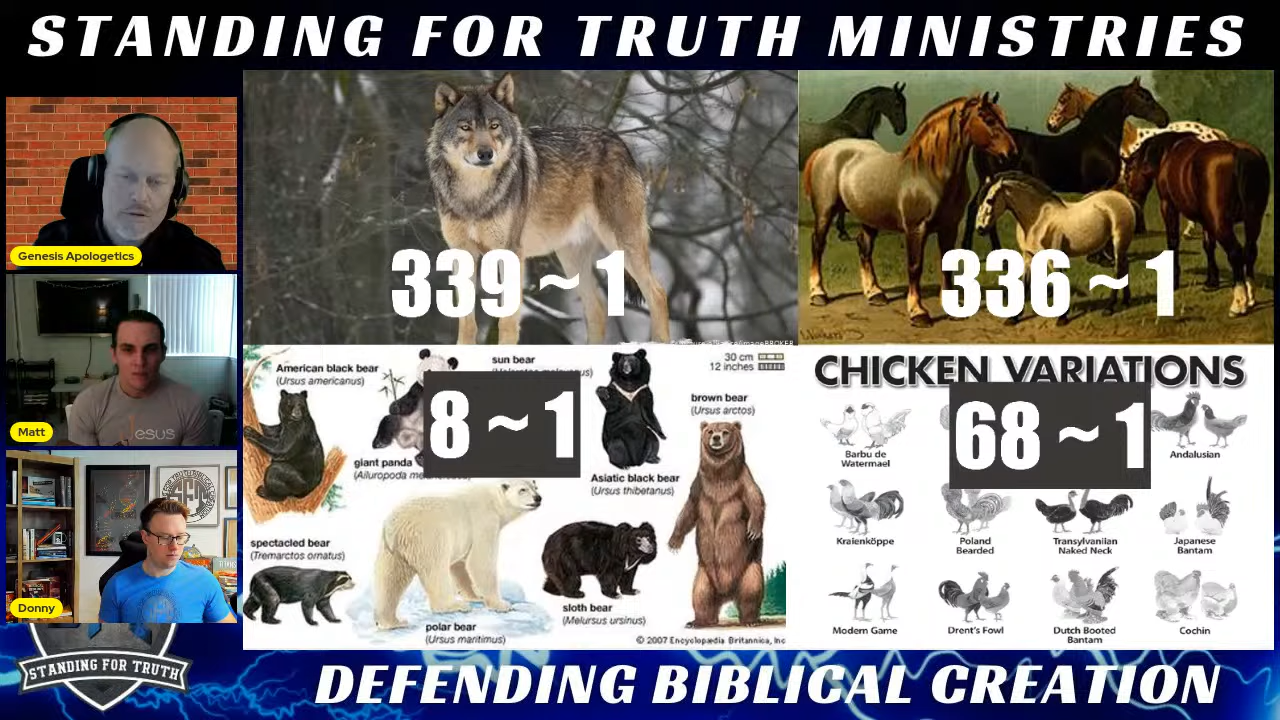 STANDING FOR TRUTH MINISTRIES
Genesis Apologetics
Matt
Jesus
Donny
STANDING FOR TRUTH
339 ~ 1
336 ~ 1
American black bear
(Ursus americanus)
sun bear
30 cm
12 inches
8 ~ 1
brown bear
(Ursus arctos)
giant panda
Asiatic black bear
(Ursus thibetanus)
spectacled bear
(Tremarctos ornatus)
sloth bear
(Melursus ursinus)
polar bear
(Ursus maritimus)
© 2007 Encyclopædia Britannica, Inc
CHICKEN VARIATIONS
68 ~ 1
Barbu de
Watermael
Andalusian
Kraienköppe
Poland
Bearded
Transylvanian
Naked Neck
Japanese
Bantam
Modern Game
Drent's Fowl
Dutch Booted
Bantam
Cochin
DEFENDING BIBLICAL CREATION